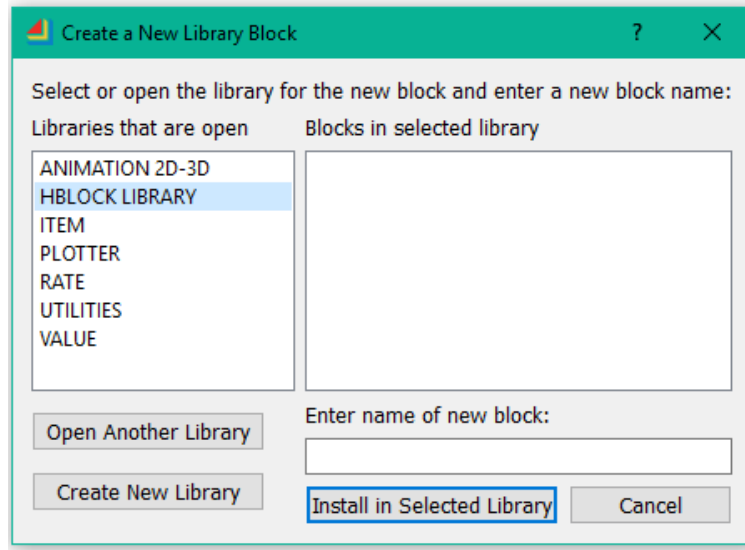 Create a New Library Block
?
Select or open the library for the new block and enter a new block name:
Libraries that are open
Blocks in selected library
ANIMATION 2D-3D
HBLOCK LIBRARY
ITEM
PLOTTER
RATE
UTILITIES
VALUE
Open Another Library
Create New Library
Enter name of new block:
Install in Selected Library
Cancel